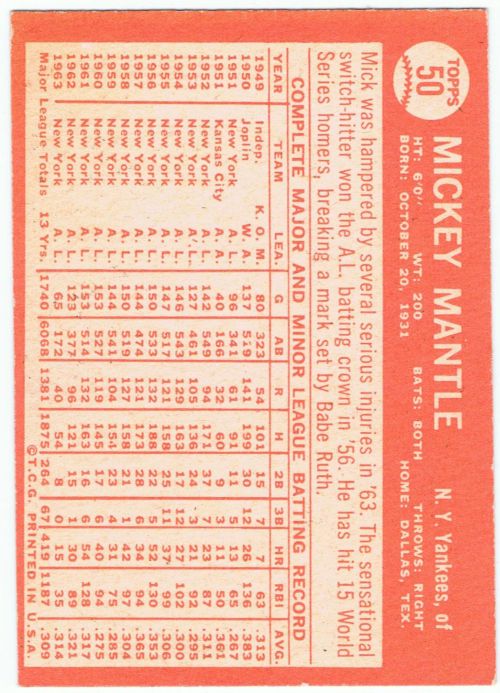 TOPPS
50
MICKEY MANTLE
N.Y. Yankees, of
HT: 6'0" WT: 200 BATS: BOTH THROWS: RIGHT
BORN: OCTOBER 20, 1931 HOME: DALLAS, TEX.
Mick was hampered by several serious injuries in '63. The sensational
switch-hitter won the A.L. batting crown in '56. He has hit 15 World
Series homers, breaking a mark set by Babe Ruth.
COMPLETE MAJOR AND MINOR LEAGUE BATTING RECORD
YEAR TEAM LEA. G AB R H 2B 3B HR RBI AVG.
1949 Indep. K. O. M. 80 323 54 101 15 7 7 63 .313
1950 Joplin W. A. 137 519 141 199 30 12 26 136 .383
1951 New York A. L. 96 341 61 91 11 5 13 65 .267
1951 Kansas City A. A. 40 166 32 60 9 3 11 50 .361
1952 New York A. L. 142 549 94 171 37 7 23 87 .311
1953 New York A. L. 127 461 105 136 24 3 21 92 .295
1954 New York A. L. 146 543 129 163 17 12 27 102 .300
1955 New York A. L. 147 517 121 158 25 11 37 99 .306
1956 New York A. L. 150 533 132 188 22 5 52 130 .353
1957 New York A. L. 144 474 121 173 28 6 34 94 .365
1958 New York A. L. 150 519 127 158 21 1 42 97 .304
1959 New York A. L. 144 541 104 154 23 4 31 75 .285
1960 New York A. L. 153 527 119 145 17 6 40 94 .275
1961 New York A. L. 153 514 132 163 16 6 54 128 .317
1962 New York A. L. 123 377 96 121 15 1 30 89 .321
1963 New York A. L. 65 172 40 54 8 0 15 35 .314
Major League Totals 13 Yrs. 1740 6068 1381 1875 264 67 419 1187 .309
©T.C.G. PRINTED IN U.S.A.